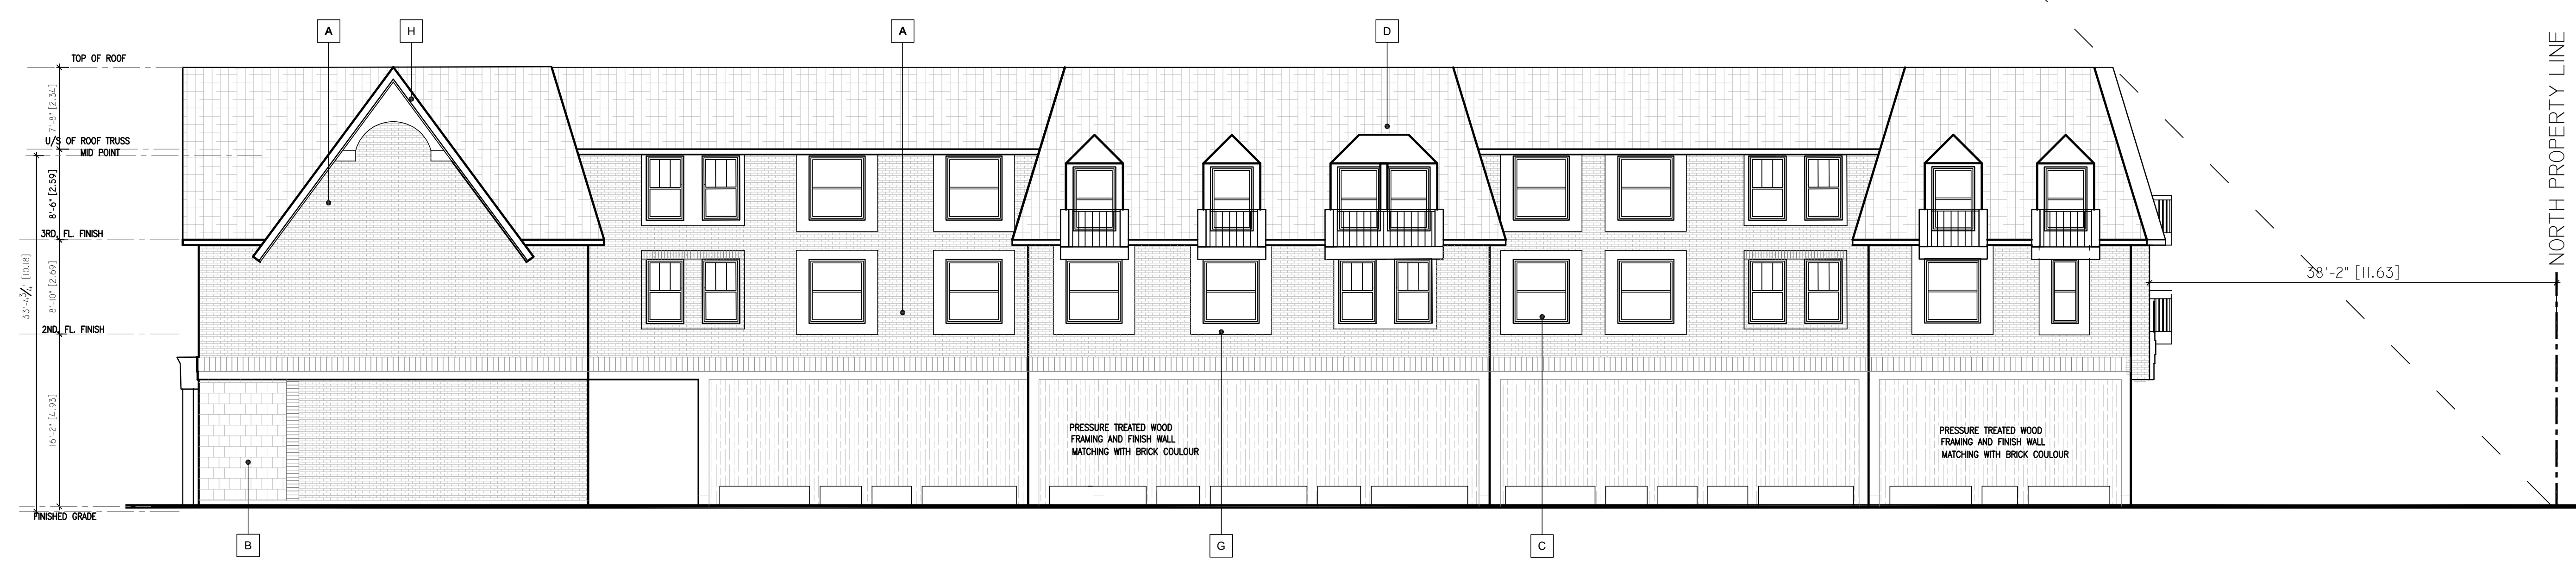 A
H
A
D
TOP OF ROOF
7'-8" [2.34]
U/S OF ROOF TRUSS
MID POINT
8'-6" [2.59]
3RD. FL. FINISH
33'-4¾" [10.18]
8'-10" [2.69]
2ND. FL. FINISH
16'-2" [4.93]
FINISHED GRADE
PRESSURE TREATED WOOD
FRAMING AND FINISH WALL
MATCHING WITH BRICK COULOUR
PRESSURE TREATED WOOD
FRAMING AND FINISH WALL
MATCHING WITH BRICK COULOUR
38'-2" [11.63]
NORTH PROPERTY LINE
B
G
C